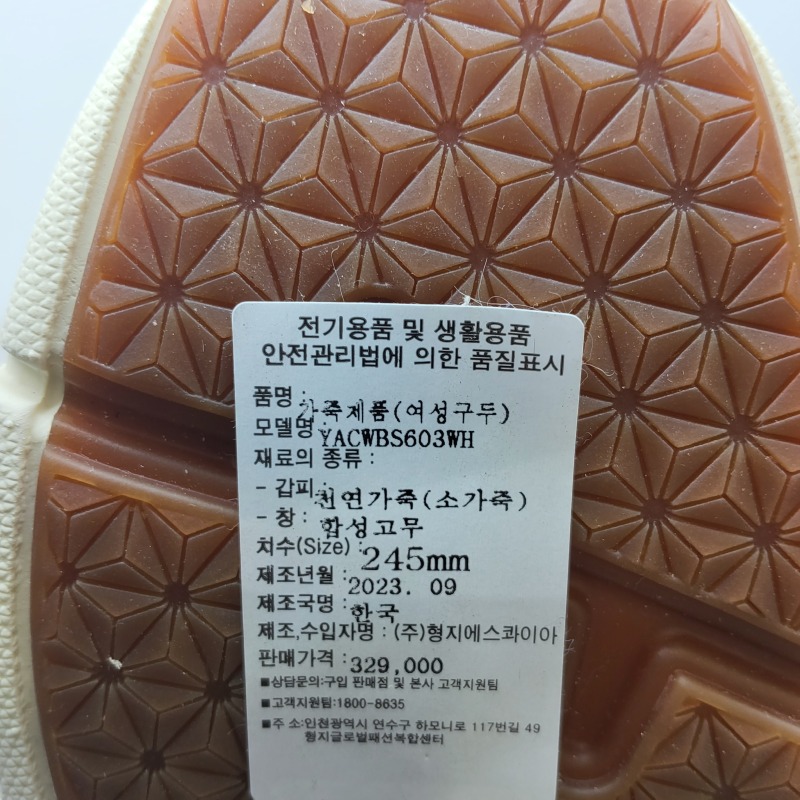 전기용품 및 생활용품
안전관리법에 의한 품질표시
품명 : 가죽제품(여성구두)
모델명 : YACWBS603WH
재료의 종류 :
- 갑피 : 천연가죽(소가죽)
- 창 : 합성고무
치수(Size) : 245mm
제조년월 : 2023. 09
제조국명 : 한국
제조,수입자명 : (주)형지에스콰이아
판매가격 : 329,000
■상담문의:구입 판매점 및 본사 고객지원팀
■고객지원팀:1800-8635
■주 소:인천광역시 연수구 하모니로 117번길 49
형지글로벌패션복합센터